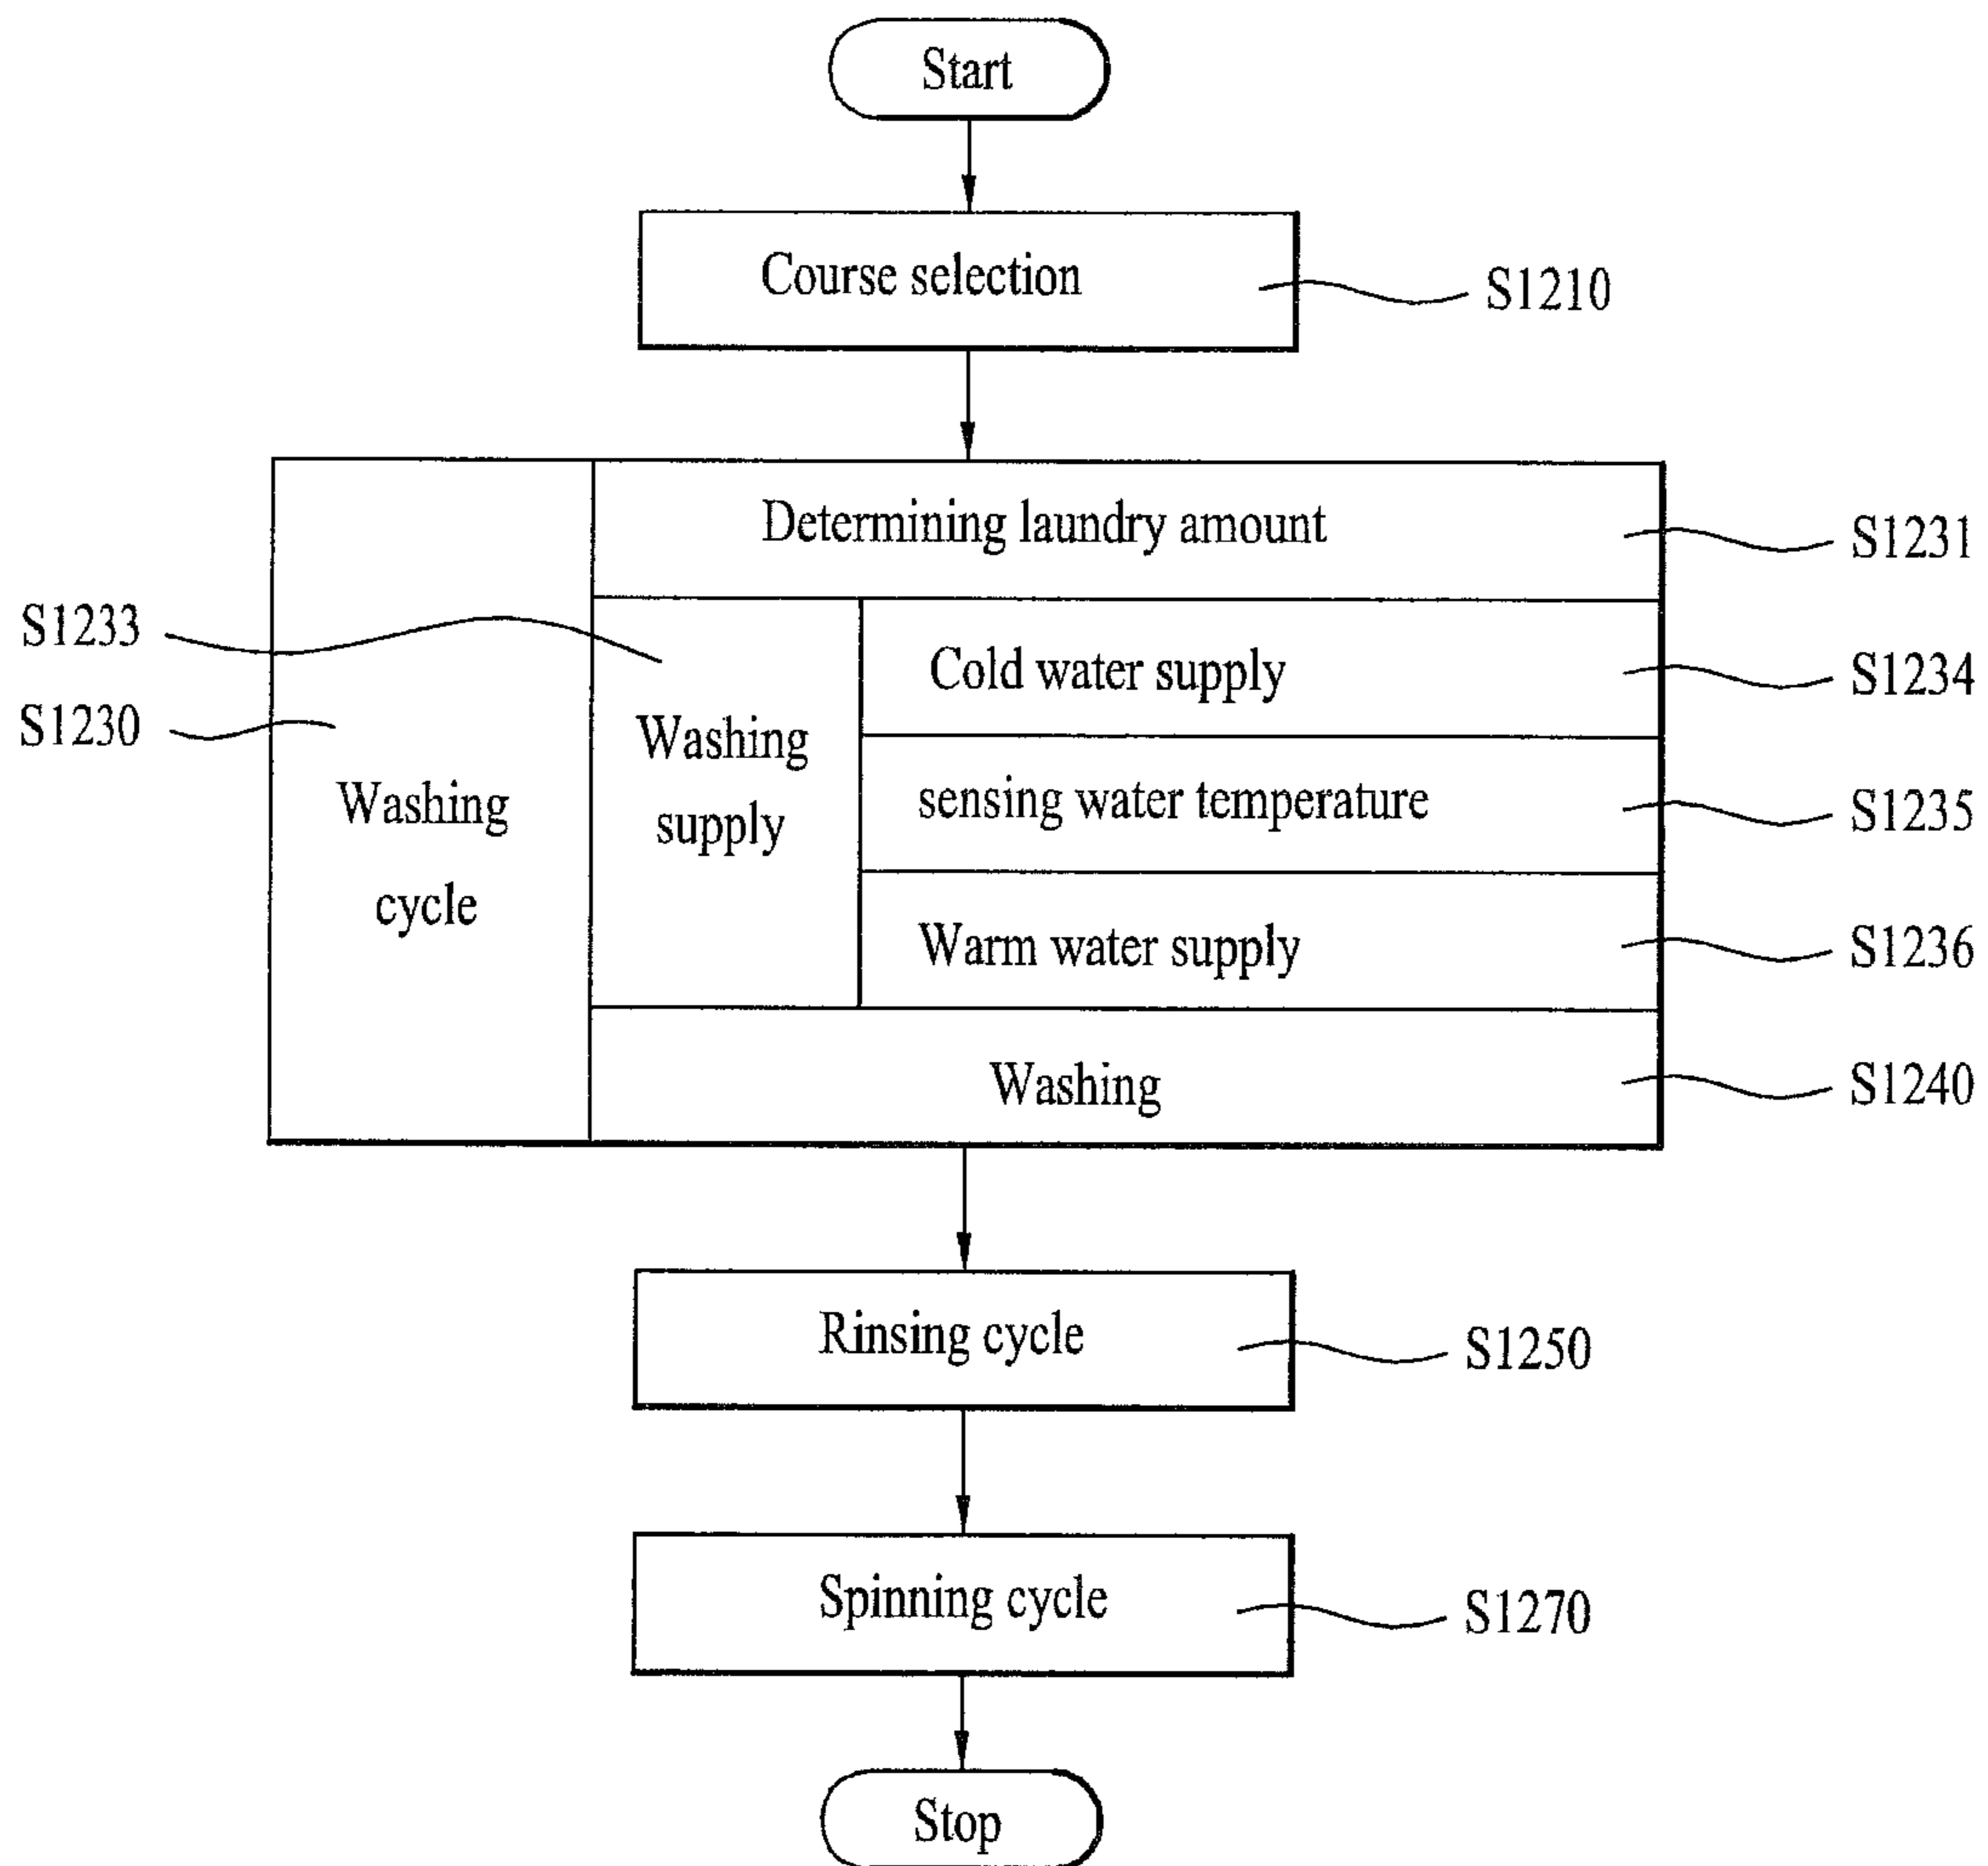 Start
Course selection
S1210
Determining laundry amount
S1231
S1233
Cold water supply
S1234
S1230
Washing
supply
sensing water temperature
S1235
Washing
cycle
Warm water supply
S1236
Washing
S1240
Rinsing cycle
S1250
Spinning cycle
S1270
Stop